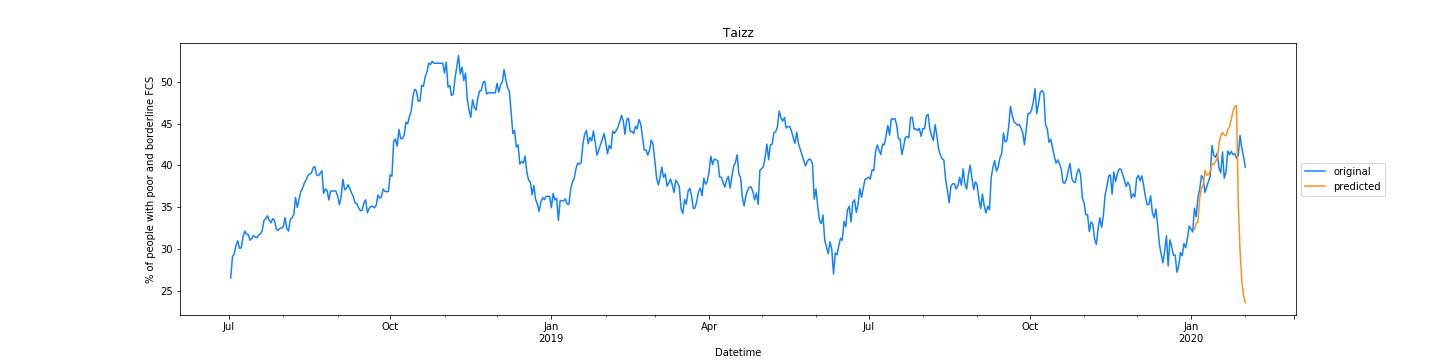 Taizz
% of people with poor and borderline FCS
50
45
40
35
30
25
Jul
Oct
Jan
2019
Apr
Jul
Oct
Jan
2020
Datetime
original
predicted